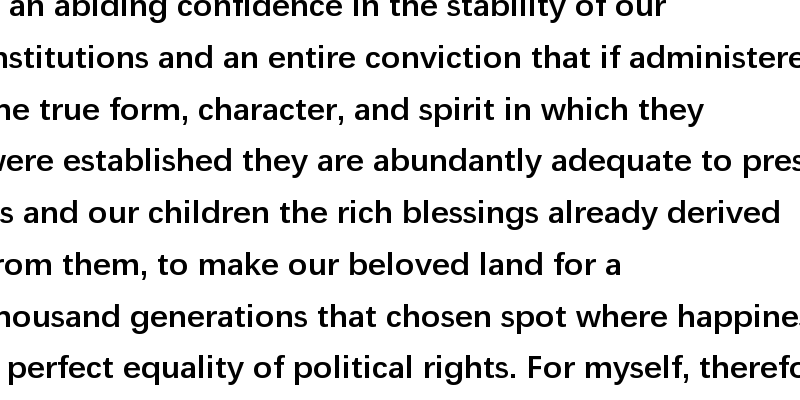 an abiding confidence in the stability of our
nstitutions and an entire conviction that if administere
he true form, character, and spirit in which they
were established they are abundantly adequate to pres
s and our children the rich blessings already derived
rom them, to make our beloved land for a
housand generations that chosen spot where happines
perfect equality of political rights. For myself, therefo